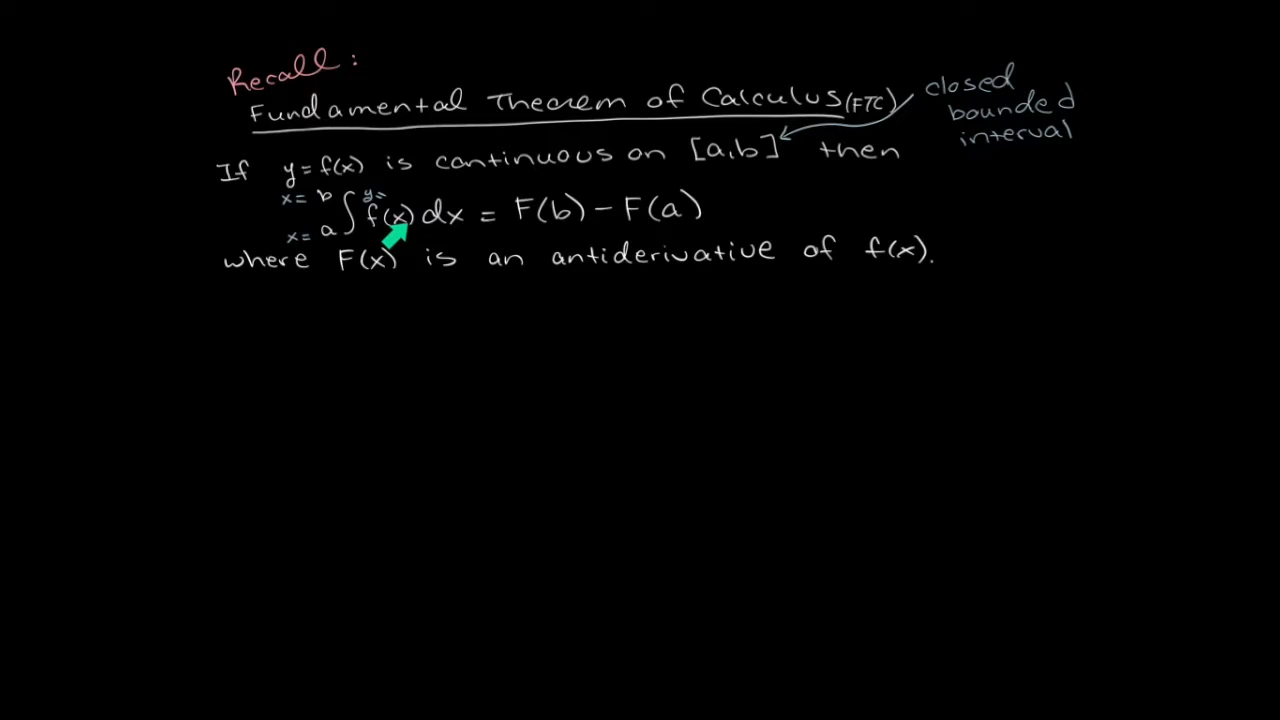 Recall:
Fundamental Theorem of Calculus (FTC)
closed
bounded
interval
If y = f(x) is continuous on [a,b] then
x= b ∫ y= f(x) dx = F(b) - F(a)
x= a
where F(x) is an antiderivative of f(x).